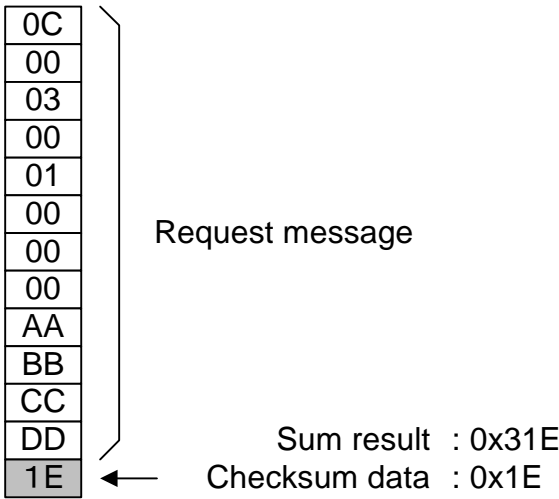 0C
00
03
00
01
00
Request message
00
00
AA
BB
CC
DD Sum result : 0x31E
1E Checksum data : 0x1E